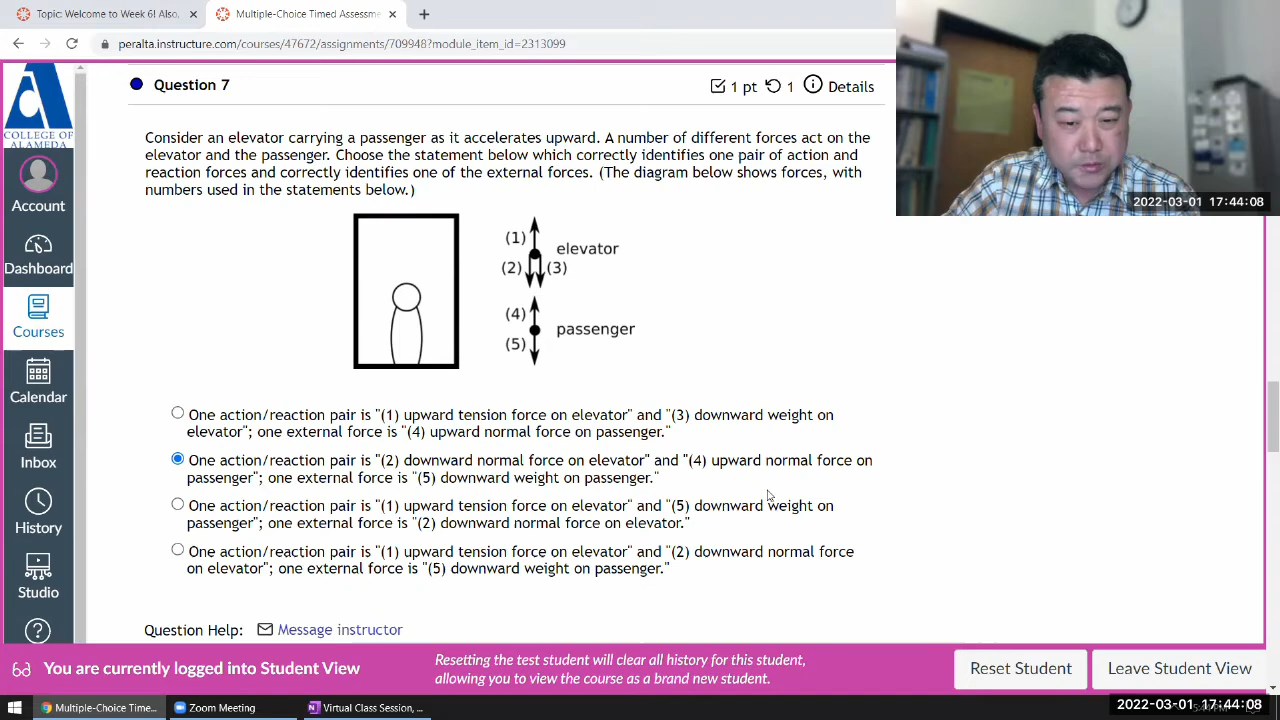 Topic: Welcome to Week 6! Also,
Multiple-Choice Timed Assessme
peralta.instructure.com/courses/47672/assignments/709948?module_item_id=2313099
2022-03-01 17:44:08
COLLEGE OF
ALAMEDA
Account
Dashboard
Courses
Calendar
Inbox
History
Studio
Question 7
1 pt 1 Details
Consider an elevator carrying a passenger as it accelerates upward. A number of different forces act on the
elevator and the passenger. Choose the statement below which correctly identifies one pair of action and
reaction forces and correctly identifies one of the external forces. (The diagram below shows forces, with
numbers used in the statements below.)
(1)
elevator
(2) (3)
(4)
passenger
(5)
One action/reaction pair is "(1) upward tension force on elevator" and "(3) downward weight on
elevator"; one external force is "(4) upward normal force on passenger."
One action/reaction pair is "(2) downward normal force on elevator" and "(4) upward normal force on
passenger"; one external force is "(5) downward weight on passenger."
One action/reaction pair is "(1) upward tension force on elevator" and "(5) downward weight on
passenger"; one external force is "(2) downward normal force on elevator."
One action/reaction pair is "(1) upward tension force on elevator" and "(2) downward normal force
on elevator"; one external force is "(5) downward weight on passenger."
Question Help: Message instructor
You are currently logged into Student View
Resetting the test student will clear all history for this student,
allowing you to view the course as a brand new student.
Reset Student
Leave Student View
Multiple-Choice Time...
Zoom Meeting
Virtual Class Session, ...
2022-03-01 17:44:08